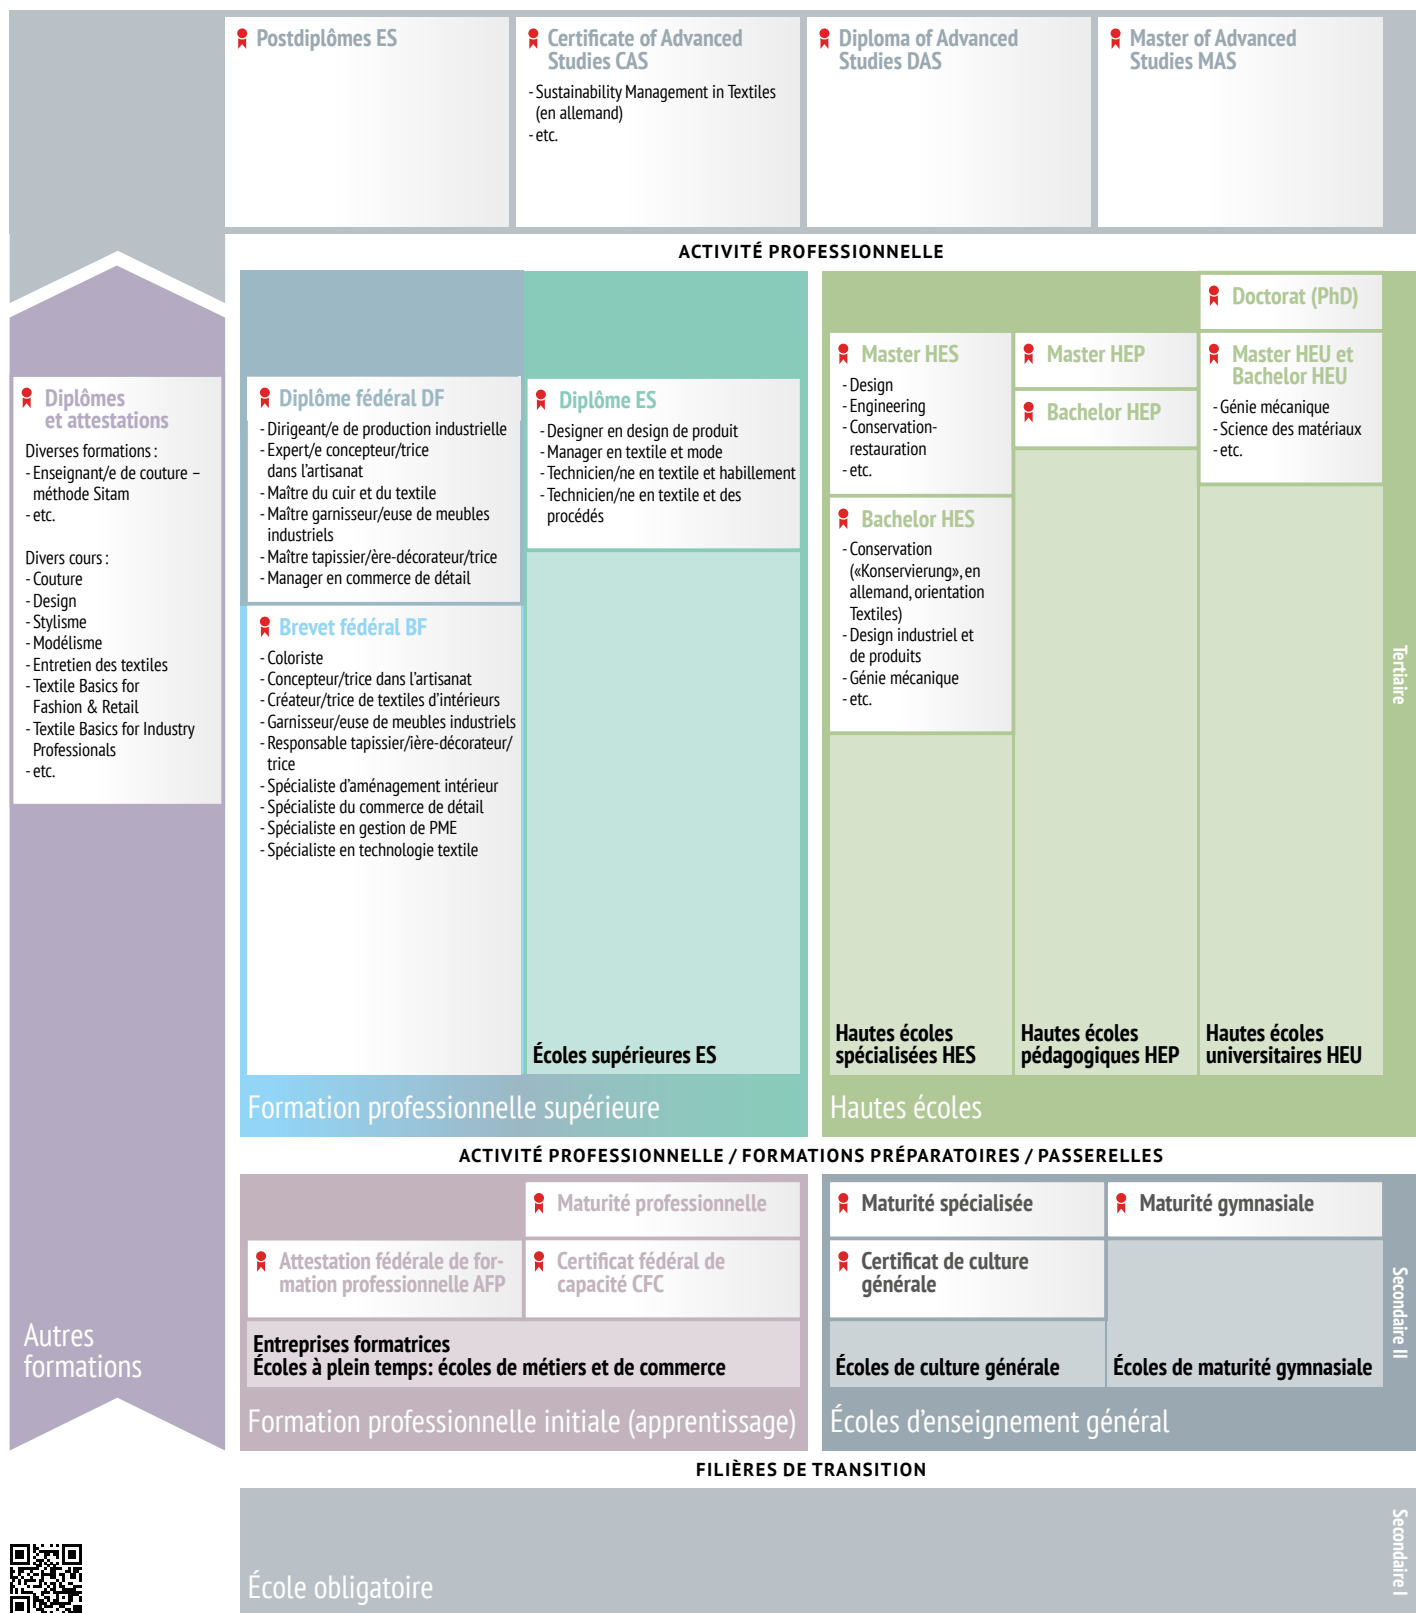 Postdiplômes ES
Certificate of Advanced
Studies CAS
- Sustainability Management in Textiles
(en allemand)
- etc.
Diploma of Advanced
Studies DAS
Master of Advanced
Studies MAS
ACTIVITÉ PROFESSIONNELLE
Diplômes
et attestations
Diverses formations :
- Enseignant/e de couture –
méthode Sitam
- etc.
Divers cours :
- Couture
- Design
- Stylisme
- Modélisme
- Entretien des textiles
- Textile Basics for
Fashion & Retail
- Textile Basics for Industry
Professionals
- etc.
Autres
formations
Diplôme fédéral DF
- Dirigeant/e de production industrielle
- Expert/e concepteur/trice
dans l’artisanat
- Maître du cuir et du textile
- Maître garnisseur/euse de meubles
industriels
- Maître tapissier/ère-décorateur/trice
- Manager en commerce de détail
Brevet fédéral BF
- Coloriste
- Concepteur/trice dans l’artisanat
- Créateur/trice de textiles d’intérieurs
- Garnisseur/euse de meubles industriels
- Responsable tapissier/ière-décorateur/
trice
- Spécialiste d’aménagement intérieur
- Spécialiste du commerce de détail
- Spécialiste en gestion de PME
- Spécialiste en technologie textile
Diplôme ES
- Designer en design de produit
- Manager en textile et mode
- Technicien/ne en textile et habillement
- Technicien/ne en textile et des
procédés
Écoles supérieures ES
Formation professionnelle supérieure
Master HES
- Design
- Engineering
- Conservation-
restauration
- etc.
Bachelor HES
- Conservation
(«Konservierung», en
allemand, orientation
Textiles)
- Design industriel et
de produits
- Génie mécanique
- etc.
Hautes écoles
spécialisées HES
Master HEP
Bachelor HEP
Hautes écoles
pédagogiques HEP
Doctorat (PhD)
Master HEU et
Bachelor HEU
- Génie mécanique
- Science des matériaux
- etc.
Hautes écoles
universitaires HEU
Hautes écoles
Tertiaire
ACTIVITÉ PROFESSIONNELLE / FORMATIONS PRÉPARATOIRES / PASSERELLES
Maturité professionnelle
Attestation fédérale de for-
mation professionnelle AFP
Certificat fédéral de
capacité CFC
Entreprises formatrices
Écoles à plein temps: écoles de métiers et de commerce
Formation professionnelle initiale (apprentissage)
Maturité spécialisée
Certificat de culture
générale
Écoles de culture générale
Maturité gymnasiale
Écoles de maturité gymnasiale
Écoles d’enseignement général
Secondaire II
FILIÈRES DE TRANSITION
École obligatoire
Secondaire I